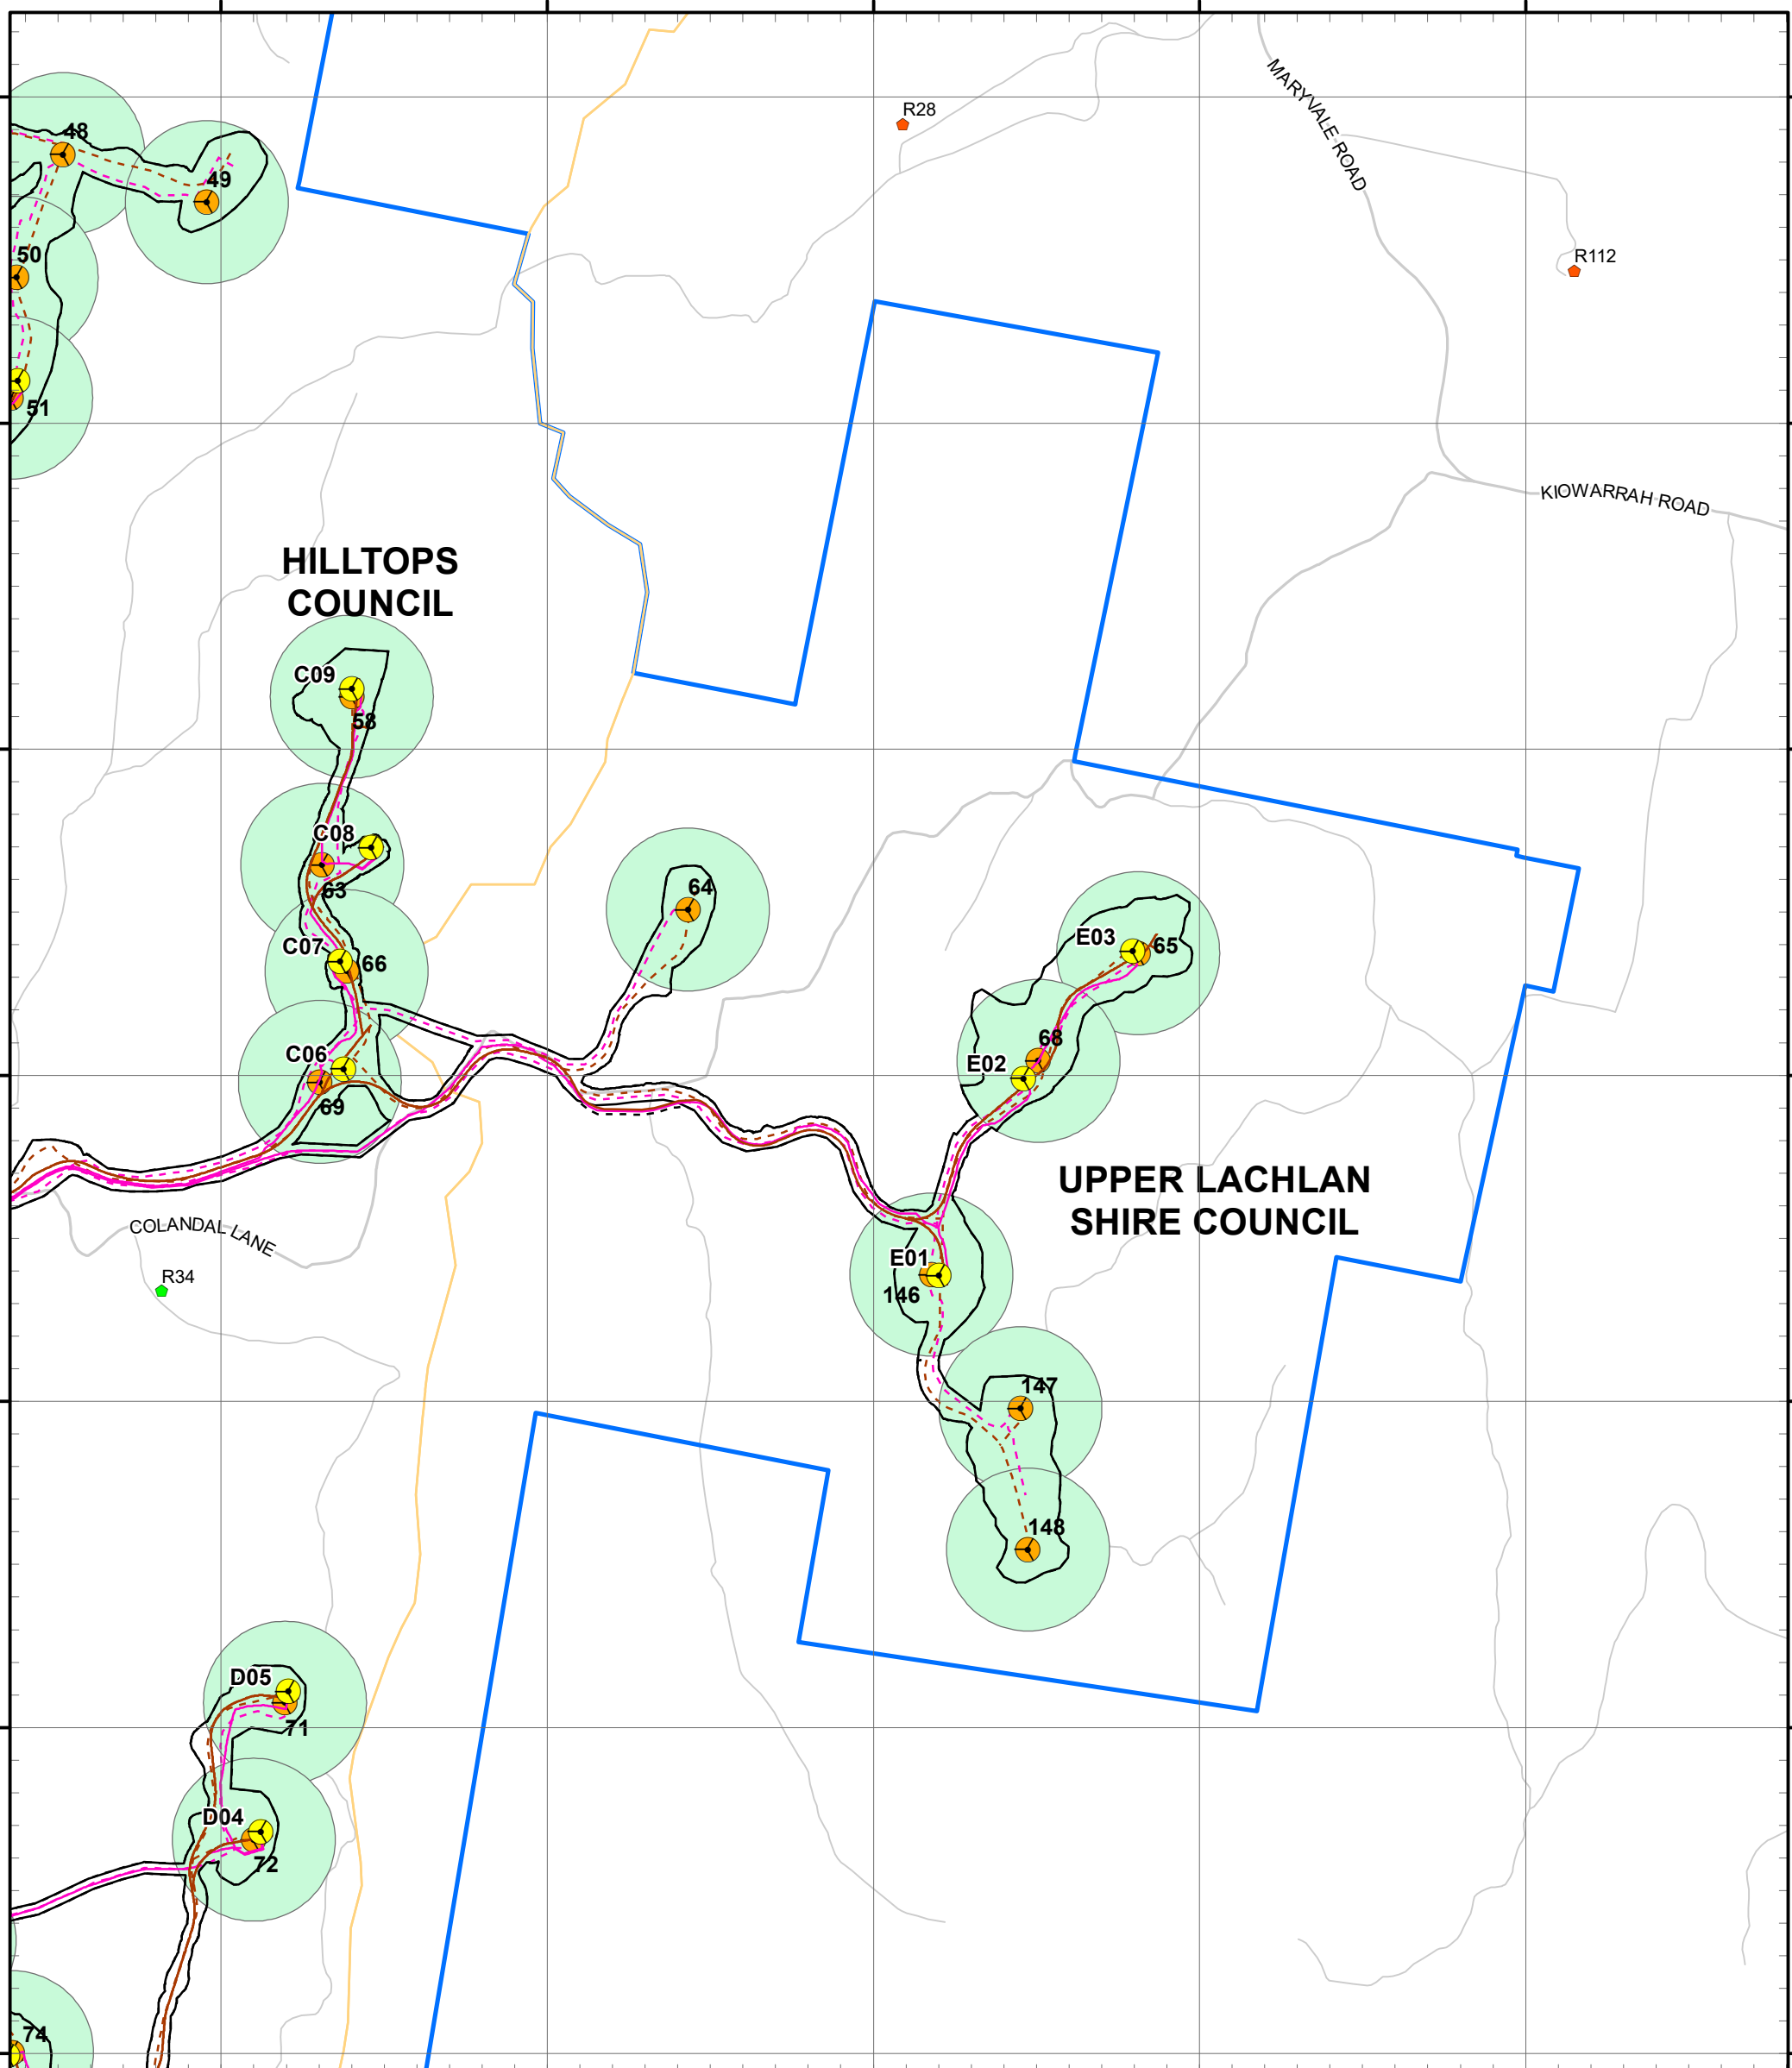 MARYVALE ROAD
R28
48
49
R112
50
51
KIOWARRAH ROAD
HILLTOPS
COUNCIL
C09
58
C08
63
64
C07
66
E03
65
C06
69
68
E02
UPPER LACHLAN
SHIRE COUNCIL
COLANDAL LANE
R34
E01
146
147
148
D05
71
D04
72
74